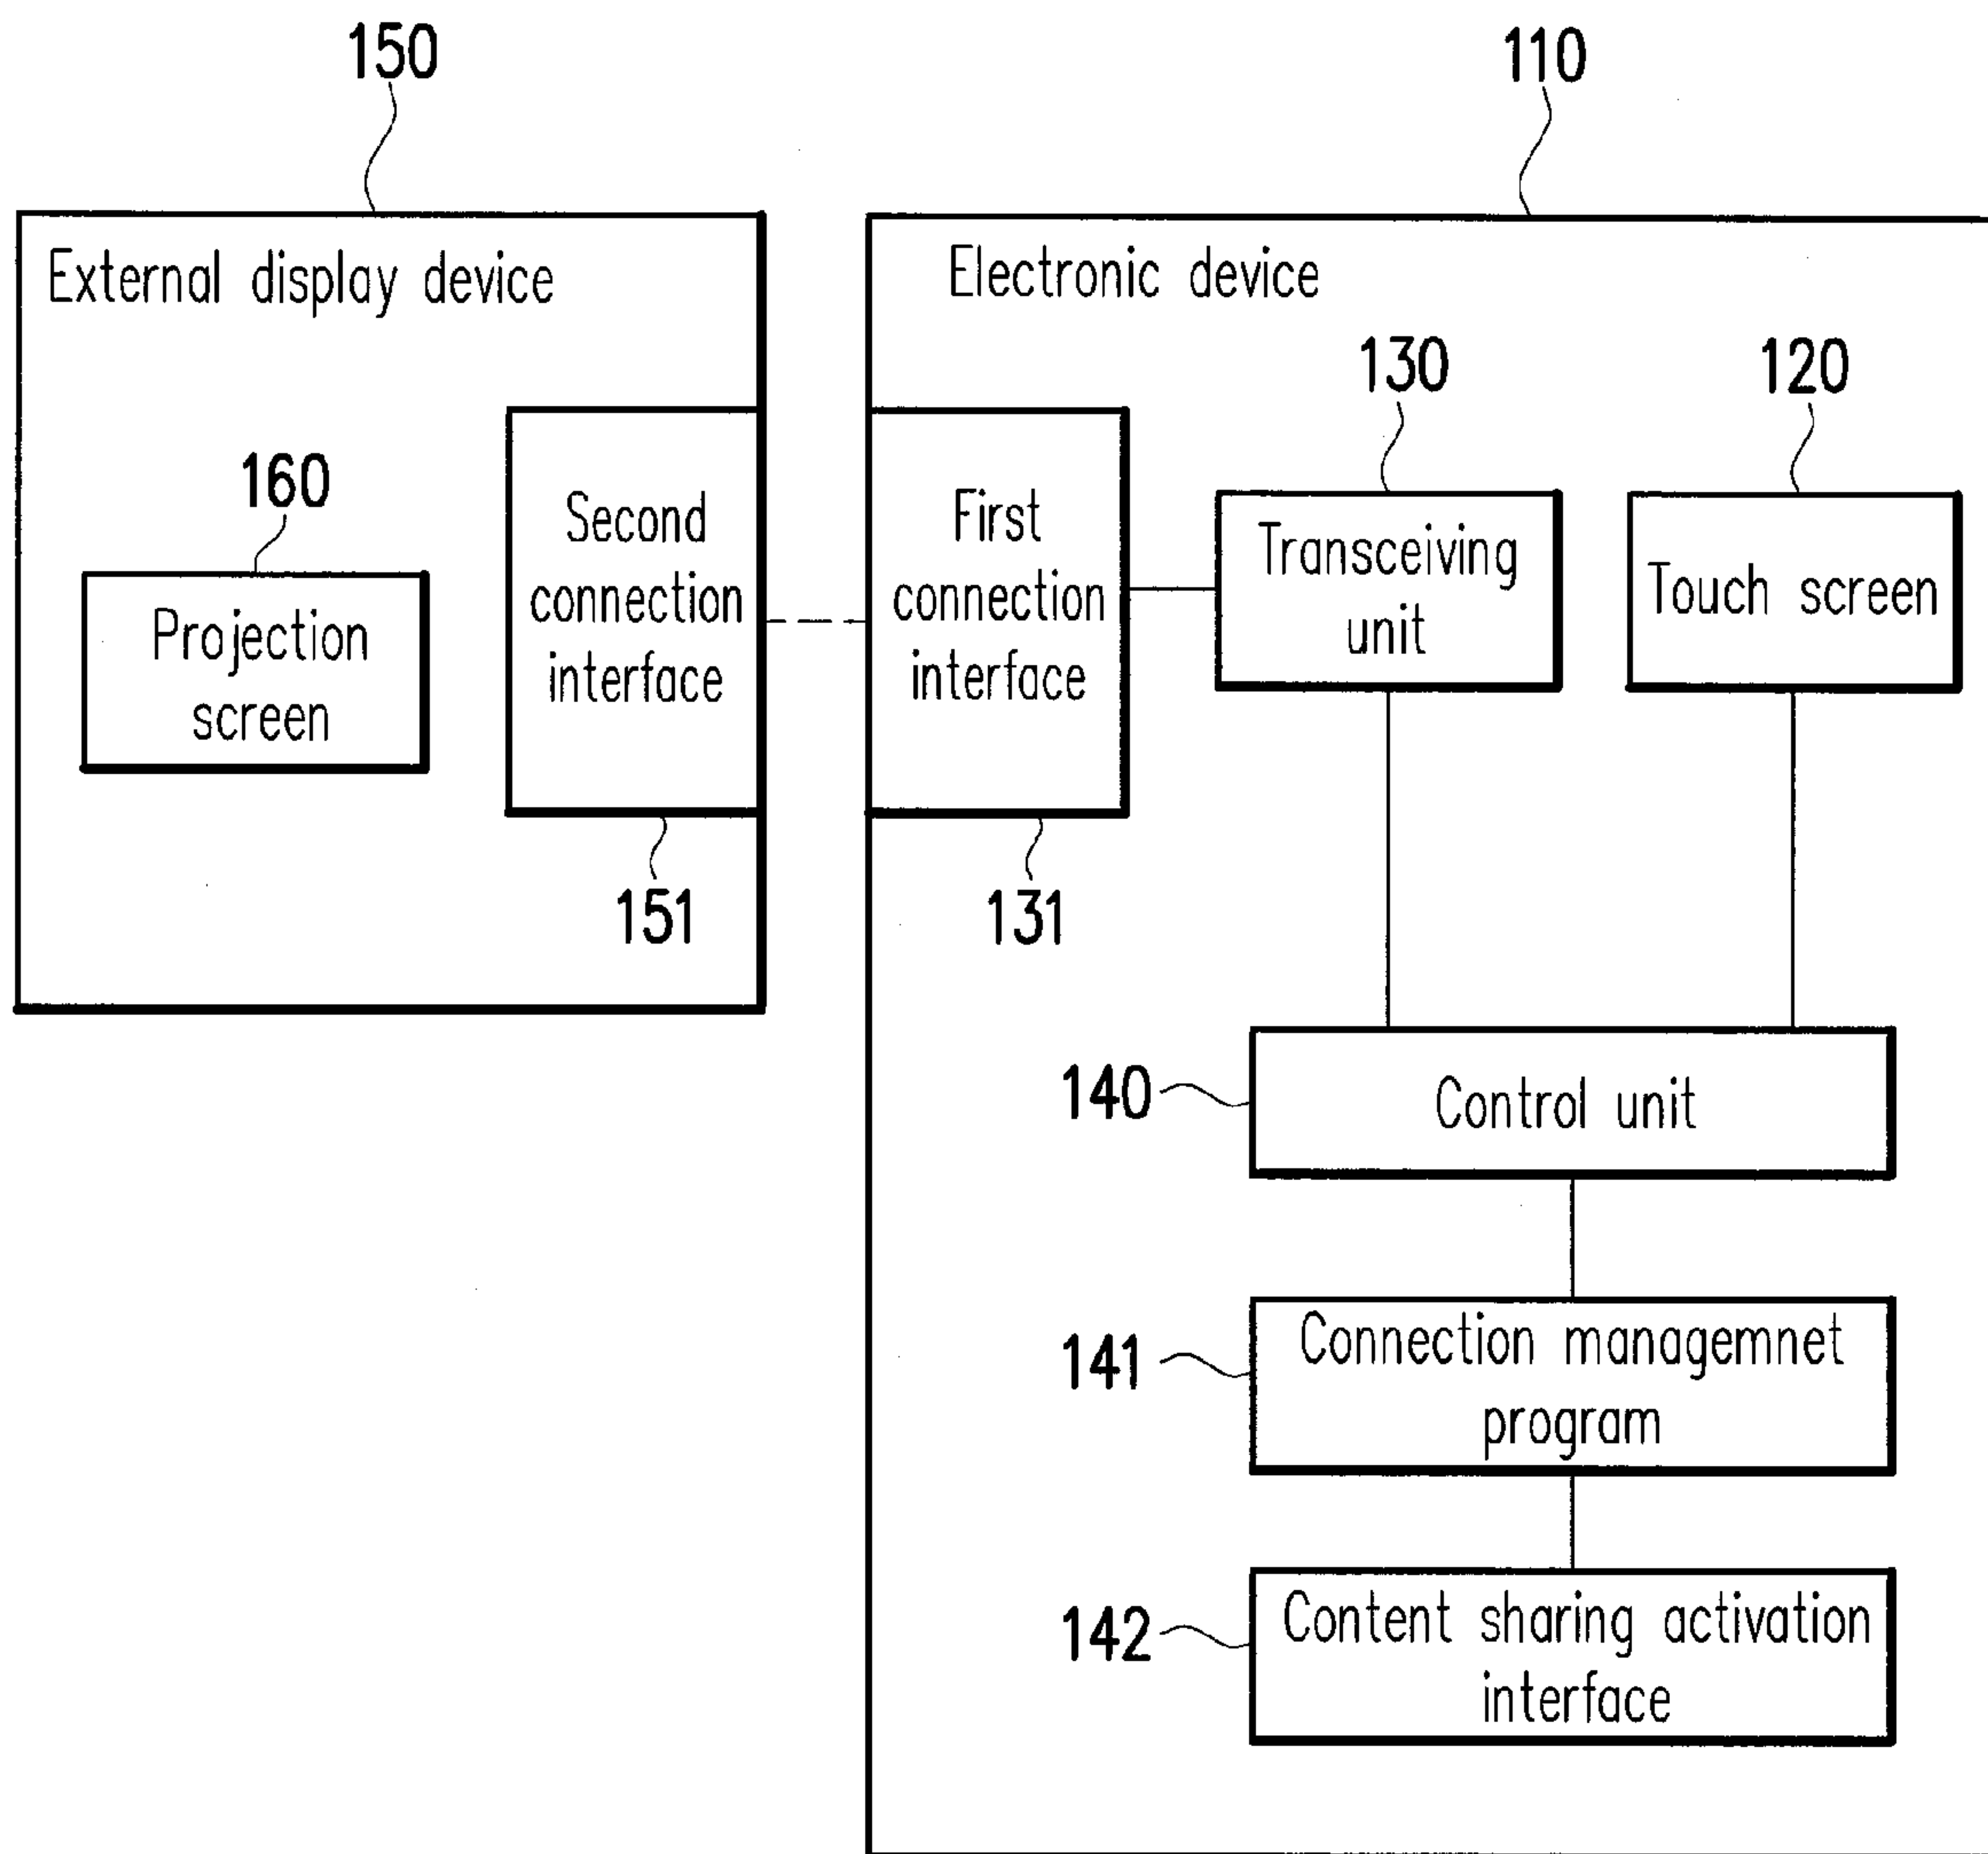 150
110
External display device
Electronic device
130
120
160
Second
connection
interface
First
connection
interface
Transceiving
unit
Touch screen
Projection
screen
151
131
140
Control unit
141
Connection managemnet
program
142
Content sharing activation
interface